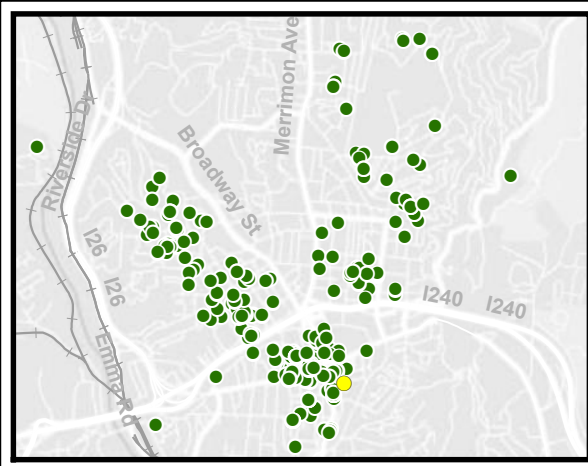 Merrimon Ave
Riverside Dr
Broadway St
I26
I26
I240
I240
Emma Rd